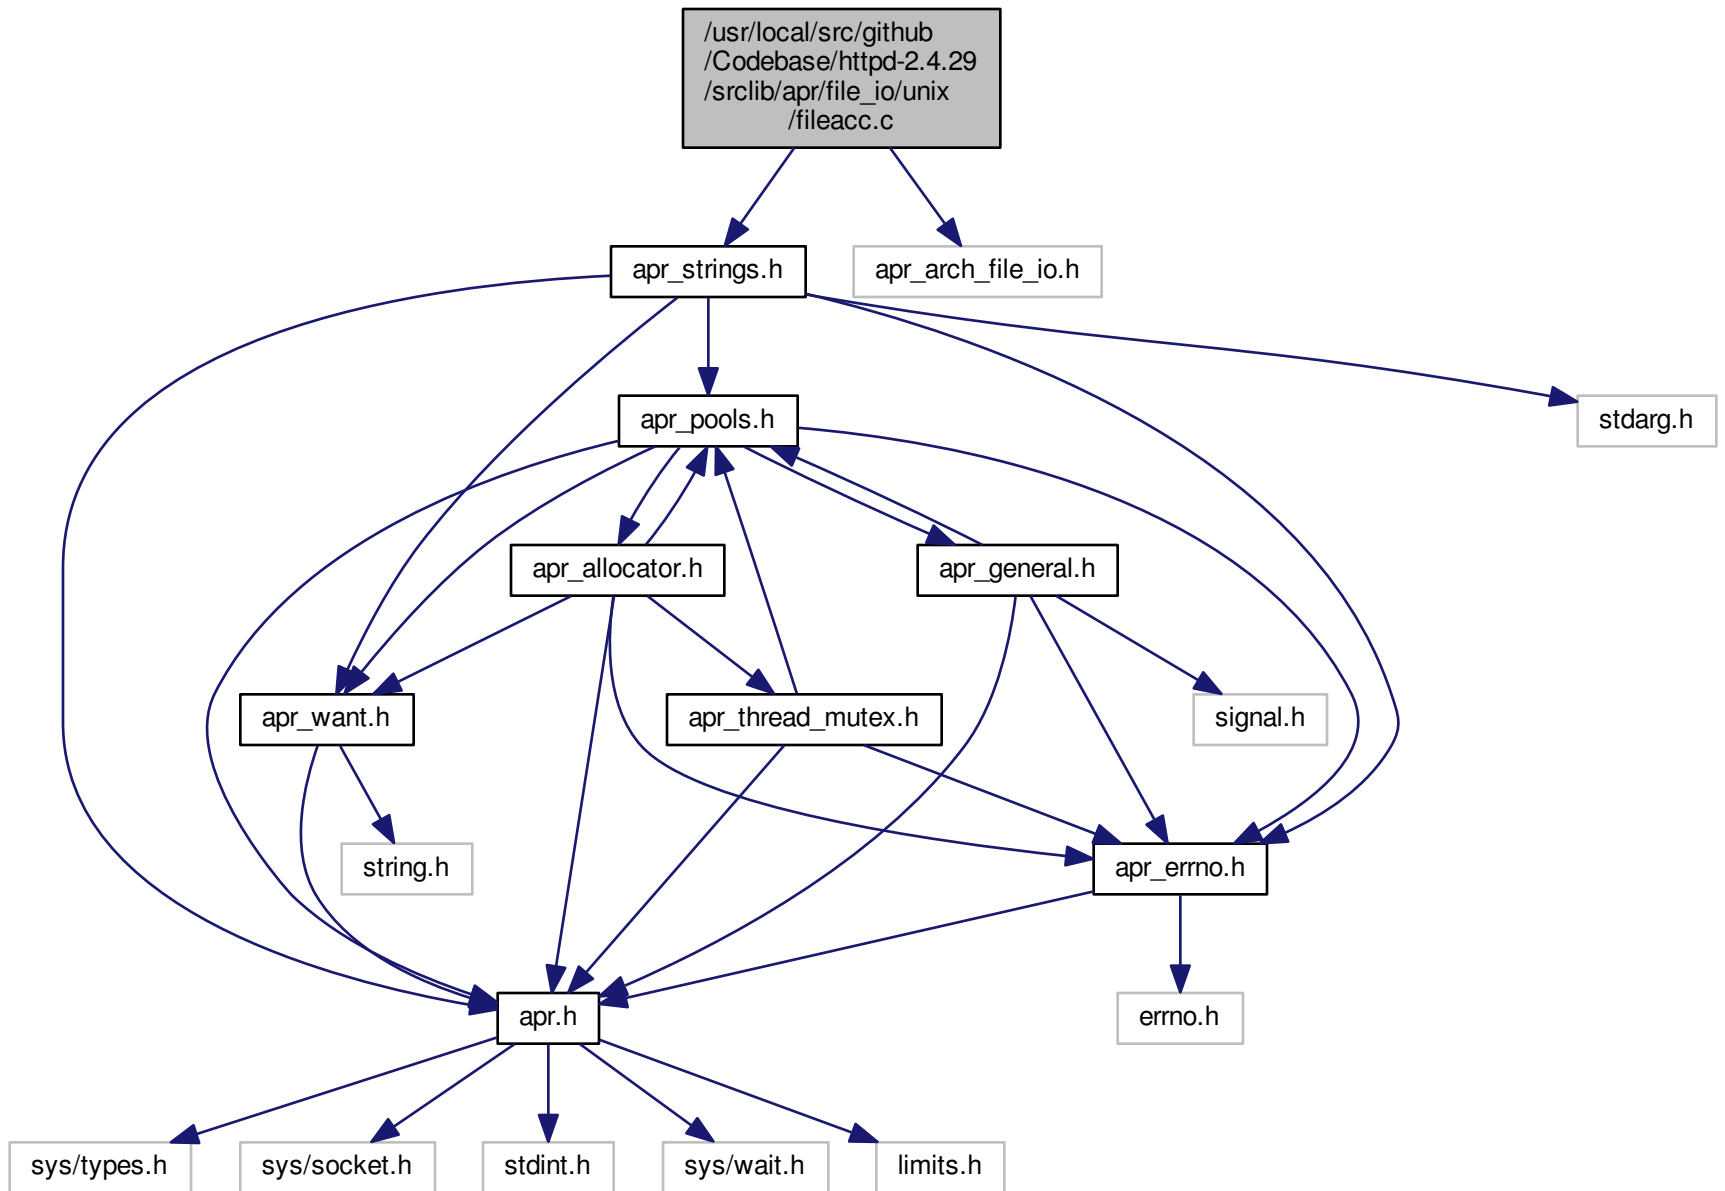 /usr/local/src/github
/Codebase/httpd-2.4.29
/srclib/apr/file_io/unix
/fileacc.c
apr_strings.h
apr_arch_file_io.h
apr_pools.h
stdarg.h
apr_allocator.h
apr_general.h
apr_want.h
apr_thread_mutex.h
signal.h
string.h
apr_errno.h
apr.h
errno.h
sys/types.h
sys/socket.h
stdint.h
sys/wait.h
limits.h